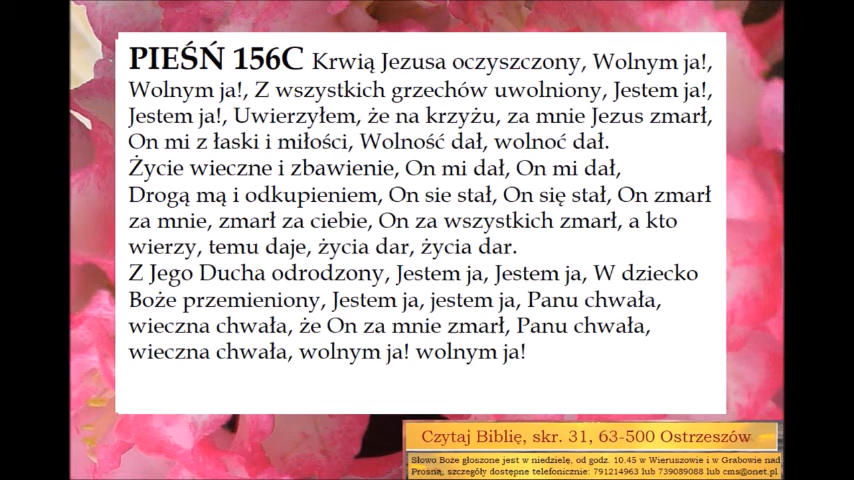 PIEŚŃ 156C Krwią Jezusa oczyszczony, Wolnym ja!,
Wolnym ja!, Z wszystkich grzechów uwolniony, Jestem ja!,
Jestem ja!, Uwierzyłem, że na krzyżu, za mnie Jezus zmarł,
On mi z łaski i miłości, Wolność dał, wolnoć dał.
Życie wieczne i zbawienie, On mi dał, On mi dał,
Drogą mą i odkupieniem, On sie stał, On się stał, On zmarł
za mnie, zmarł za ciebie, On za wszystkich zmarł, a kto
wierzy, temu daje, życia dar, życia dar.
Z Jego Ducha odrodzony, Jestem ja, Jestem ja, W dziecko
Boże przemieniony, Jestem ja, jestem ja, Panu chwała,
wieczna chwała, że On za mnie zmarł, Panu chwała,
wieczna chwała, wolnym ja! wolnym ja!
Czytaj Biblię, skr. 31, 63-500 Ostrzeszów
Słowo Boże głoszone jest w niedzielę, od godz. 10.45 w Wieruszowie i w Grabowie nad
Prosną, szczegóły dostępne telefonicznie: 791214963 lub 739089088 lub cms@onet.pl